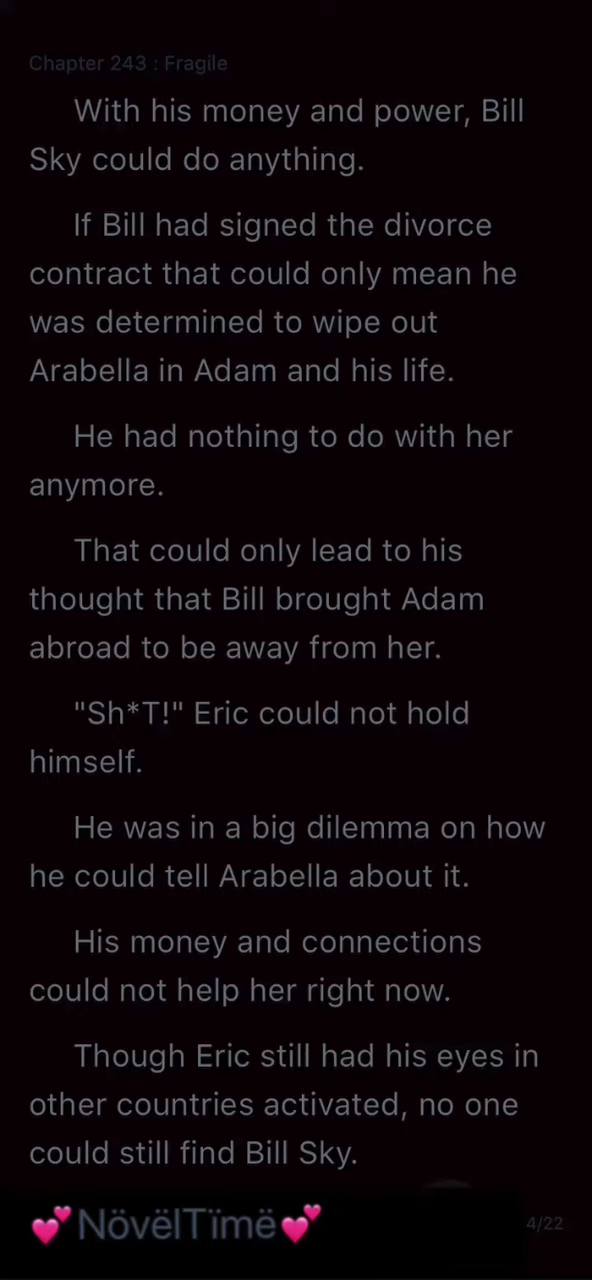 Chapter 243 : Fragile
With his money and power, Bill
Sky could do anything.
If Bill had signed the divorce
contract that could only mean he
was determined to wipe out
Arabella in Adam and his life.
He had nothing to do with her
anymore.
That could only lead to his
thought that Bill brought Adam
abroad to be away from her.
"Sh*T!" Eric could not hold
himself.
He was in a big dilemma on how
he could tell Arabella about it.
His money and connections
could not help her right now.
Though Eric still had his eyes in
other countries activated, no one
could still find Bill Sky.
💕NövëlTïmë💕
4/22